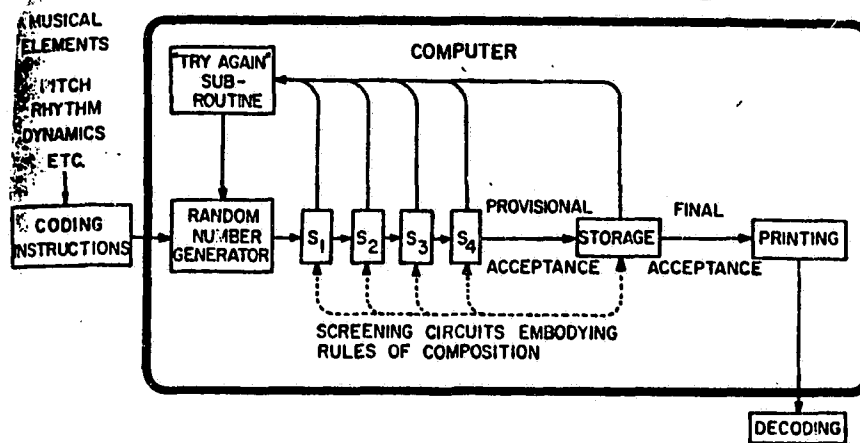 MUSICAL
ELEMENTS
PITCH
RHYTHM
DYNAMICS
ETC.
CODING
INSTRUCTIONS
COMPUTER
"TRY AGAIN"
SUB-
ROUTINE
RANDOM
NUMBER
GENERATOR
S1
S2
S3
S4
PROVISIONAL
ACCEPTANCE
STORAGE
FINAL
ACCEPTANCE
PRINTING
SCREENING CIRCUITS EMBODYING
RULES OF COMPOSITION
DECODING